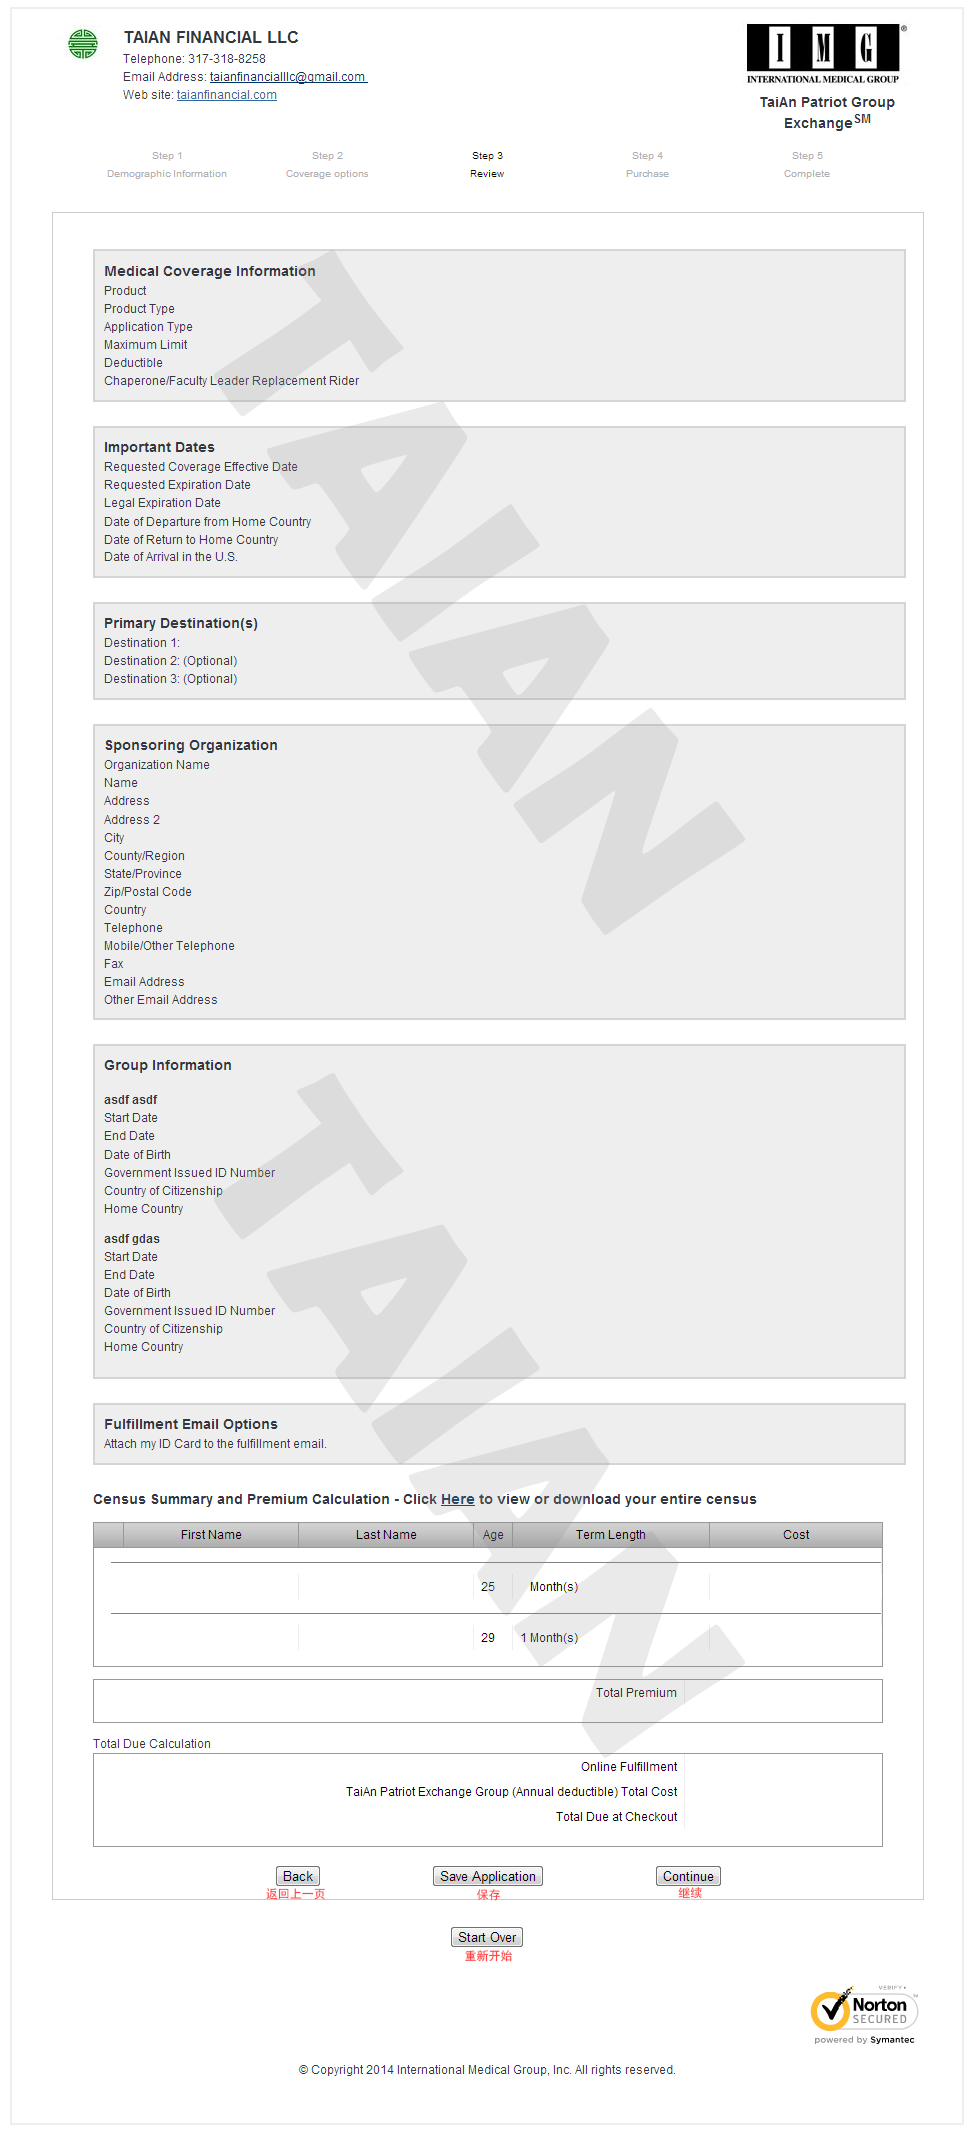 TAIAN FINANCIAL LLC
Telephone: 317-318-8258
Email Address: taianfinancialllc@gmail.com
Web site: taianfinancial.com
I M G ®
INTERNATIONAL MEDICAL GROUP
TaiAn Patriot Group
Exchange SM
Step 1 Step 2 Step 3 Step 4 Step 5
Demographic Information Coverage options Review Purchase Complete
Medical Coverage Information
Product
Product Type
Application Type
Maximum Limit
Deductible
Chaperone/Faculty Leader Replacement Rider
TAIAN
Important Dates
Requested Coverage Effective Date
Requested Expiration Date
Legal Expiration Date
Date of Departure from Home Country
Date of Return to Home Country
Date of Arrival in the U.S.
Primary Destination(s)
Destination 1:
Destination 2: (Optional)
Destination 3: (Optional)
Sponsoring Organization
Organization Name
Name
Address
Address 2
City
County/Region
State/Province
Zip/Postal Code
Country
Telephone
Mobile/Other Telephone
Fax
Email Address
Other Email Address
Group Information
asdf asdf
Start Date
End Date
Date of Birth
Government Issued ID Number
Country of Citizenship
Home Country
TAIAN
asdf gdas
Start Date
End Date
Date of Birth
Government Issued ID Number
Country of Citizenship
Home Country
Fulfillment Email Options
Attach my ID Card to the fulfillment email.
Census Summary and Premium Calculation - Click Here to view or download your entire census
First Name Last Name Age Term Length Cost
25 Month(s)
29 1 Month(s)
Total Premium
Total Due Calculation
Online Fulfillment
TaiAn Patriot Exchange Group (Annual deductible) Total Cost
Total Due at Checkout
Back Save Application Continue
返回上一页 保存 继续
Start Over
重新开始
VERIFY
Norton
SECURED
powered by Symantec
© Copyright 2014 International Medical Group, Inc. All rights reserved.